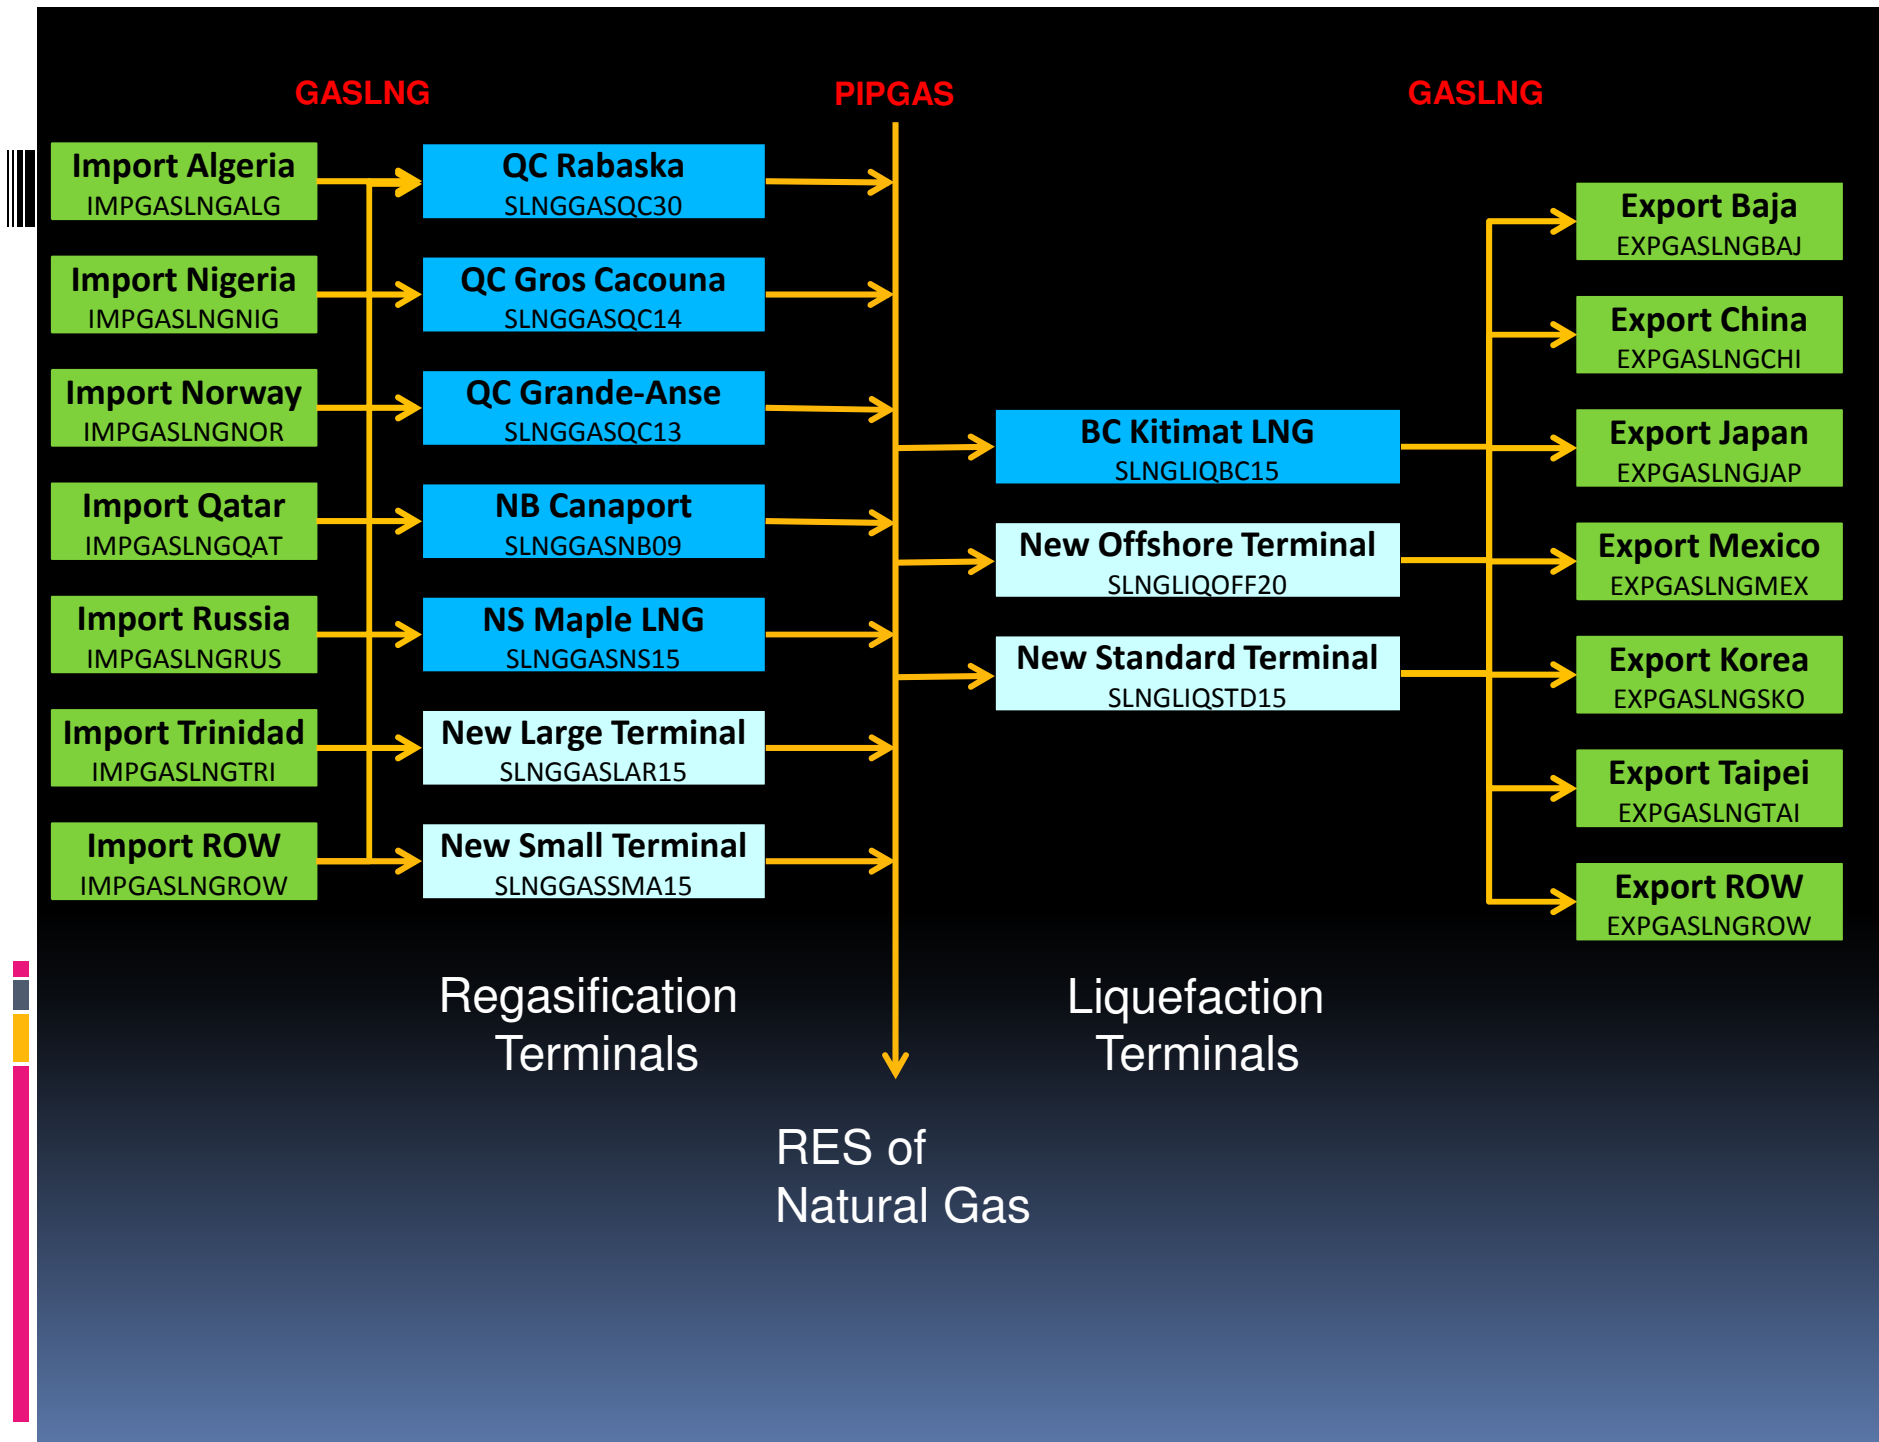 GASLNG
PIPGAS
GASLNG
Import Algeria
IMPGASLNGALG
Import Nigeria
IMPGASLNGNIG
Import Norway
IMPGASLNGNOR
Import Qatar
IMPGASLNGQAT
Import Russia
IMPGASLNGRUS
Import Trinidad
IMPGASLNGTRI
Import ROW
IMPGASLNGROW
QC Rabaska
SLNGGASQC30
QC Gros Cacouna
SLNGGASQC14
QC Grande-Anse
SLNGGASQC13
NB Canaport
SLNGGASNB09
NS Maple LNG
SLNGGASNS15
New Large Terminal
SLNGGASLAR15
New Small Terminal
SLNGGASSMA15
BC Kitimat LNG
SLNGLIQBC15
New Offshore Terminal
SLNGLIQOFF20
New Standard Terminal
SLNGLIQSTD15
Export Baja
EXPGASLNGBAJ
Export China
EXPGASLNGCHI
Export Japan
EXPGASLNGJAP
Export Mexico
EXPGASLNGMEX
Export Korea
EXPGASLNGSKO
Export Taipei
EXPGASLNGTAI
Export ROW
EXPGASLNGROW
Regasification
Terminals
Liquefaction
Terminals
RES of
Natural Gas